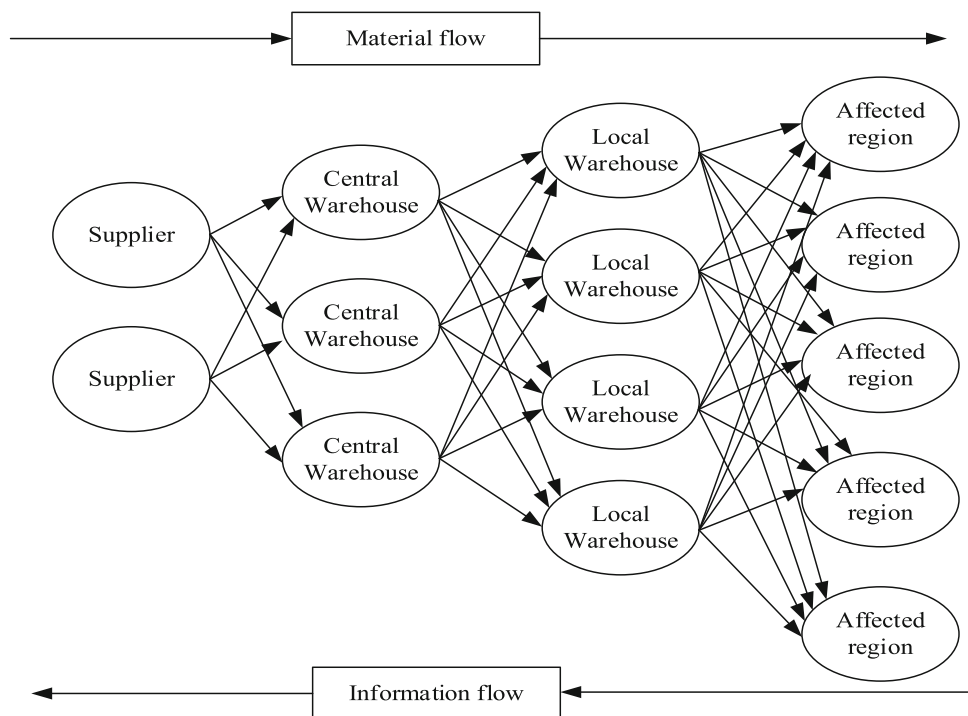 Material flow
Supplier
Supplier
Central
Warehouse
Central
Warehouse
Central
Warehouse
Local
Warehouse
Local
Warehouse
Local
Warehouse
Local
Warehouse
Affected
region
Affected
region
Affected
region
Affected
region
Affected
region
Information flow